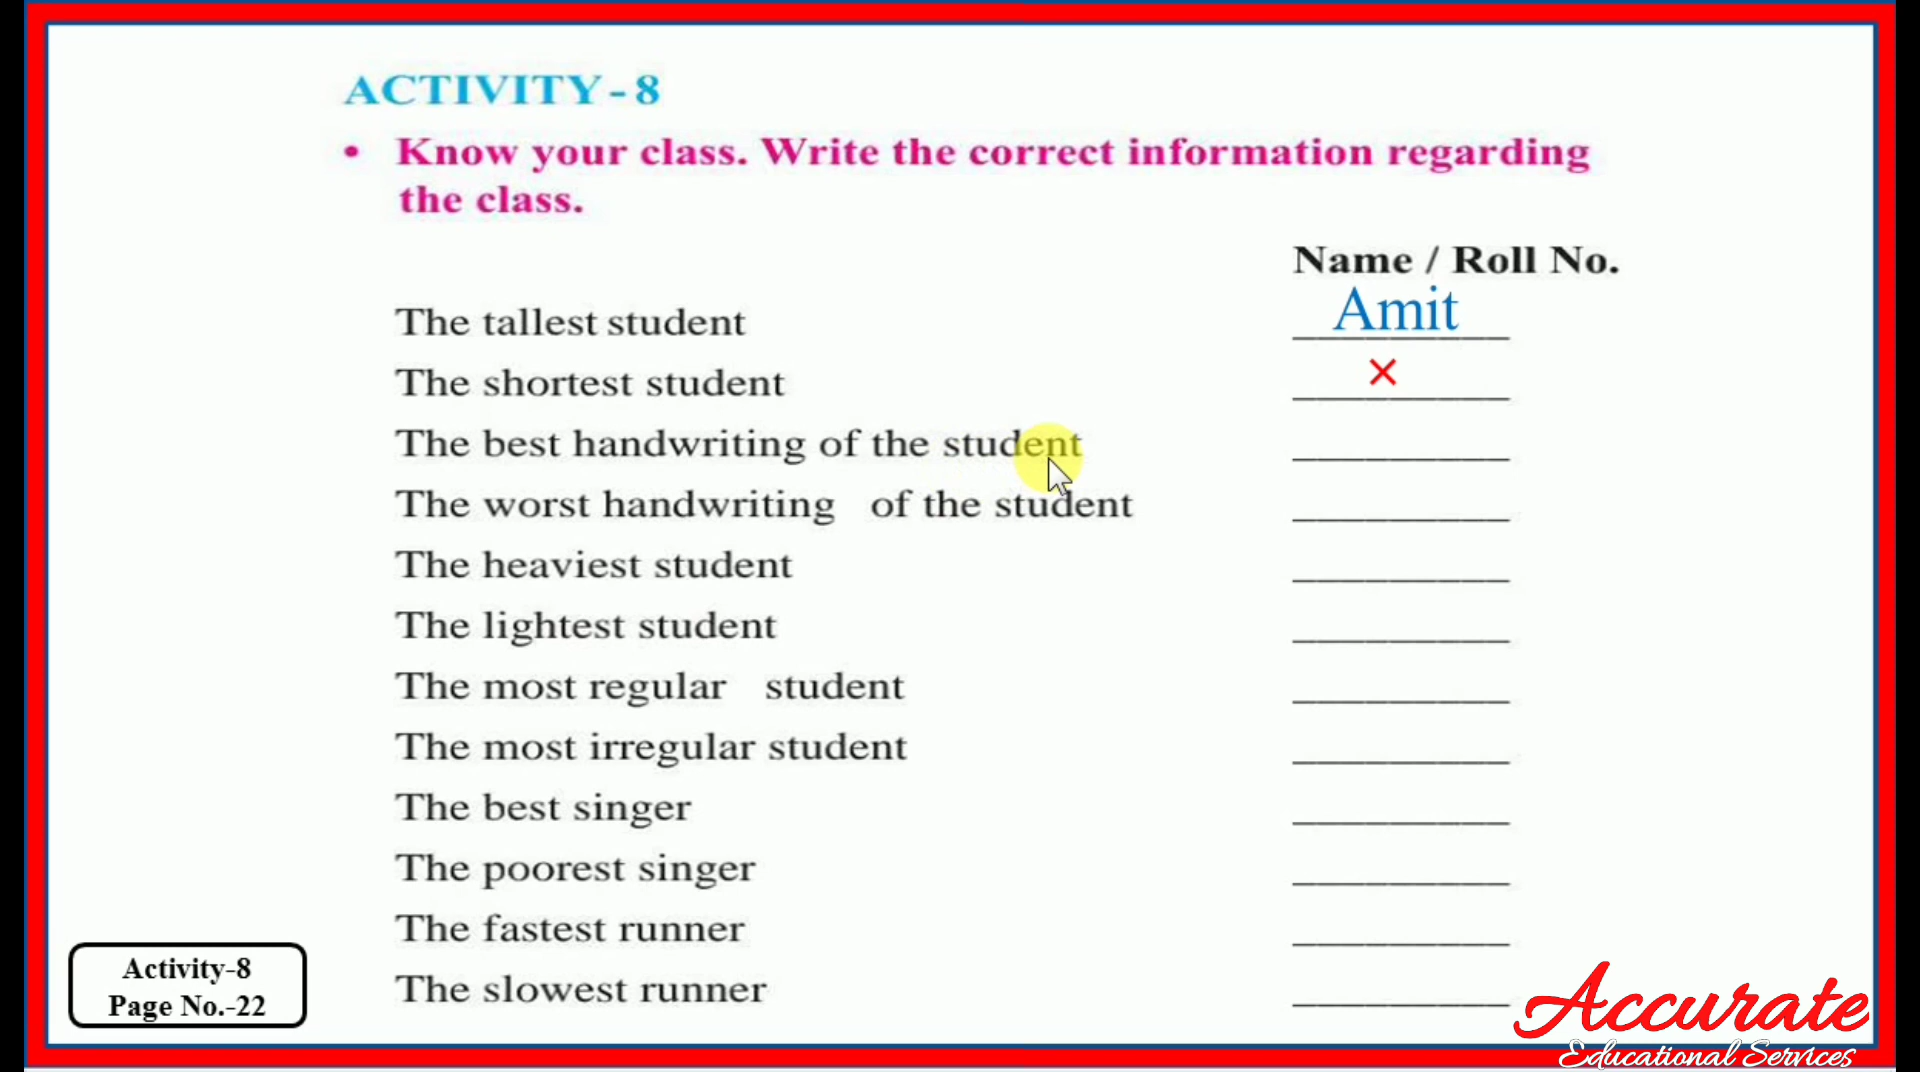 ACTIVITY - 8
• Know your class. Write the correct information regarding
the class.
Name / Roll No.
The tallest student Amit
The shortest student ×
The best handwriting of the student
The worst handwriting of the student
The heaviest student
The lightest student
The most regular student
The most irregular student
The best singer
The poorest singer
The fastest runner
The slowest runner
Activity-8
Page No.-22
Accurate
Educational Services